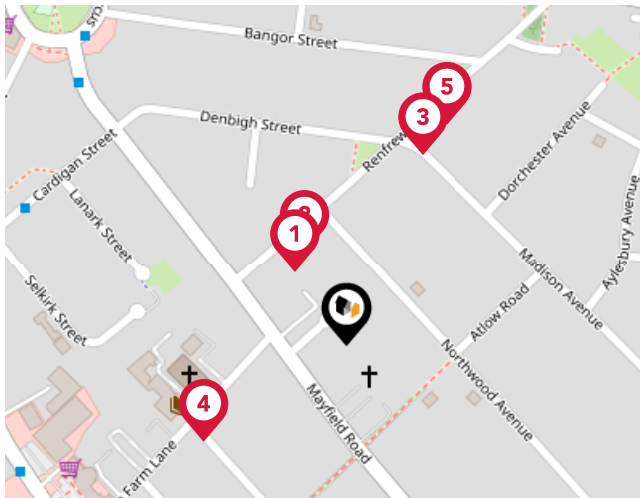 Bangor Street
Denbigh Street
5
3
Dorchester Avenue
Cardigan Street
Lanark Street
1
Aylesbury Avenue
Madison Avenue
Selkirk Street
Atlow Road
Northwood Avenue
Mayfield Road
4
Farm Lane